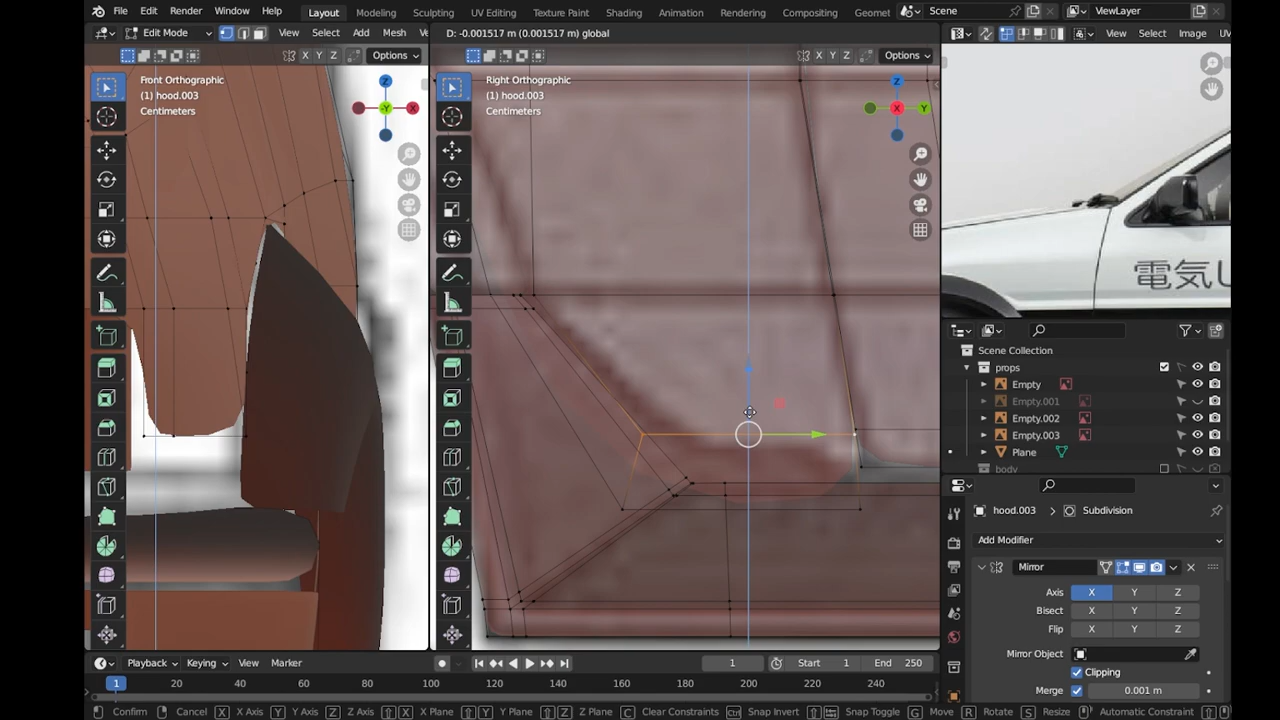 File Edit Render Window Help Layout Modeling Sculpting UV Editing Texture Paint Shading Animation Rendering Compositing Geomet Scene ViewLayer
Edit Mode View Select Add Mesh D: -0.001517 m (0.001517 m) global View Select Image
X Y Z Options X Y Z Options
Front Orthographic
(1) hood.003
Centimeters
Z
Y X
Right Orthographic
(1) hood.003
Centimeters
Z
X Y
電気し
Scene Collection
props
Empty
Empty.001
Empty.002
Empty.003
Plane
body
hood.003 > Subdivision
Add Modifier
Mirror
Axis X Y Z
Bisect X Y Z
Flip X Y Z
Mirror Object
Clipping
Merge 0.001 m
Playback Keying View Marker 1 Start 1 End 250
1 20 40 60 80 100 120 140 160 180 200 220 240
Confirm Cancel X X Axis Y Y Axis Z Z Axis X X Plane Y Y Plane Z Z Plane C Clear Constraints Ctrl Snap Invert Snap Toggle G Move R Rotate S Resize Automatic Constraint